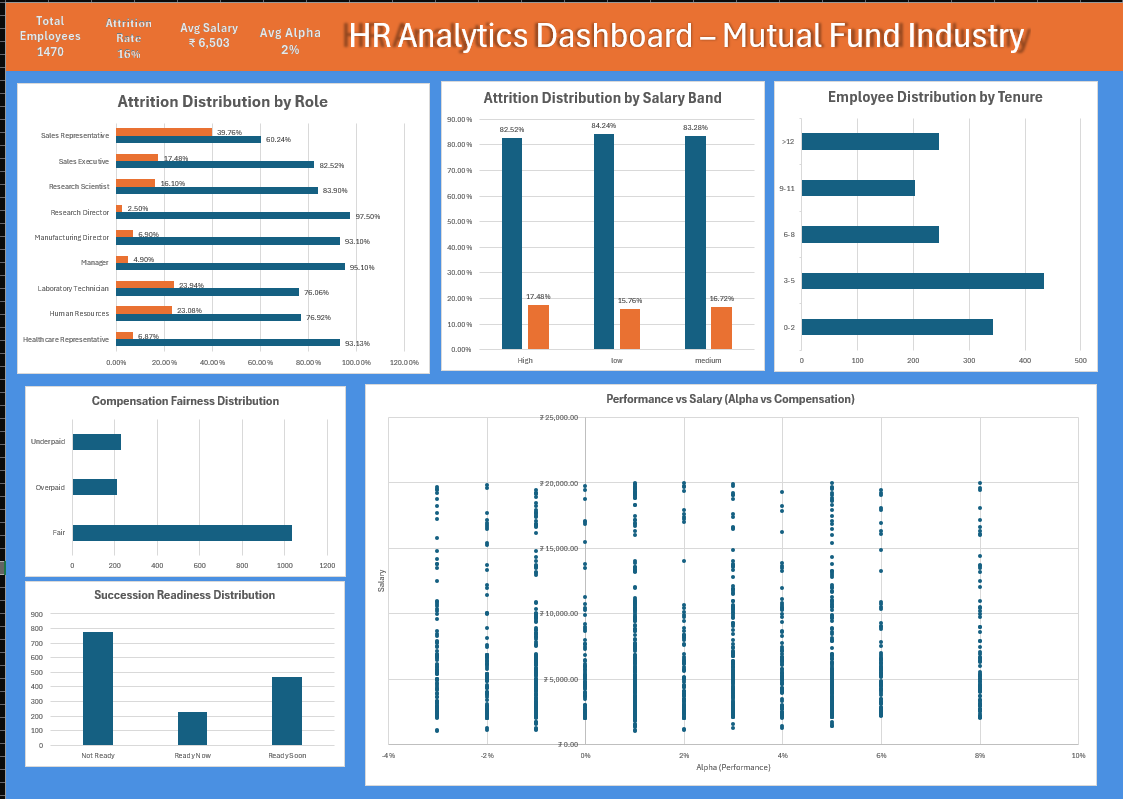 Total
Employees
1470
Attrition
Rate
16%
Avg Salary
₹ 6,503
Avg Alpha
2%
HR Analytics Dashboard – Mutual Fund Industry
Attrition Distribution by Role
Sales Representative
39.76%
60.24%
Sales Executive
17.48%
82.52%
Research Scientist
16.10%
83.90%
Research Director
2.50%
97.50%
Manufacturing Director
6.90%
93.10%
Manager
4.90%
95.10%
Laboratory Technician
23.94%
76.06%
Human Resources
23.08%
76.92%
Healthcare Representative
6.87%
93.13%
0.00% 20.00% 40.00% 60.00% 80.00% 100.00% 120.00%
Attrition Distribution by Salary Band
90.00%
80.00%
70.00%
60.00%
50.00%
40.00%
30.00%
20.00%
10.00%
0.00%
82.52% 84.24% 83.28%
17.48% 15.76% 16.72%
High low medium
Employee Distribution by Tenure
>12
9-11
6-8
3-5
0-2
0 100 200 300 400 500
Compensation Fairness Distribution
Underpaid
Overpaid
Fair
0 200 400 600 800 1000 1200
Succession Readiness Distribution
900
800
700
600
500
400
300
200
100
0
Not Ready Ready Now Ready Soon
Performance vs Salary (Alpha vs Compensation)
₹ 25,000.00
₹ 20,000.00
₹ 15,000.00
₹ 10,000.00
₹ 5,000.00
₹ 0.00
Salary
-4% -2% 0% 2% 4% 6% 8% 10%
Alpha (Performance)